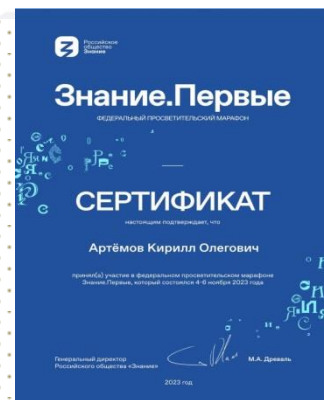 Российское
общество
Знание
Знание.Первые
ФЕДЕРАЛЬНЫЙ ПРОСВЕТИТЕЛЬСКИЙ МАРАФОН
СЕРТИФИКАТ
настоящим подтверждает, что
Артёмов Кирилл Олегович
принял(а) участие в федеральном просветительском марафоне
Знание.Первые, который состоялся 4-6 ноября 2023 года
Генеральный директор
Российского общества «Знание»
М.А. Древаль
2023 год